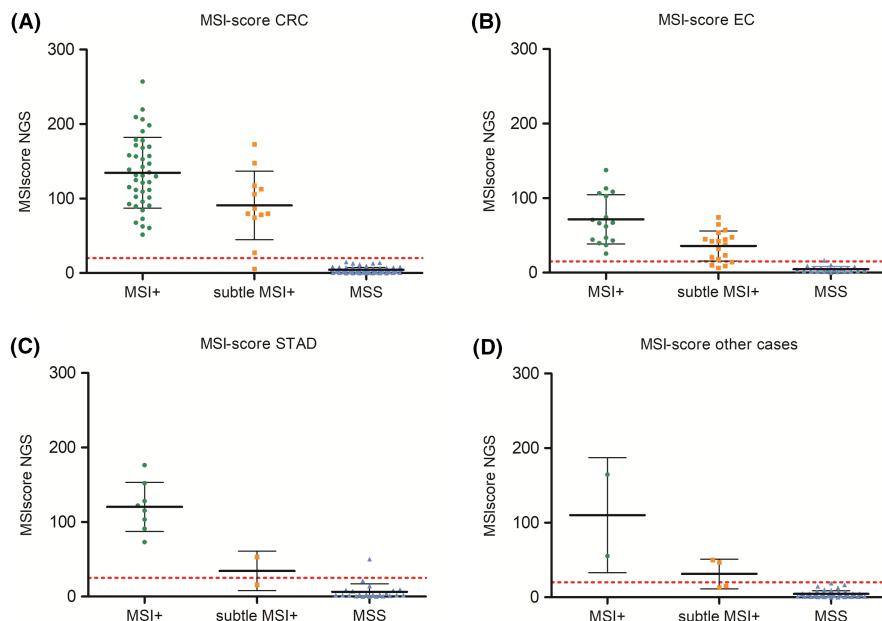 (A)
MSI-score CRC
MSIscore NGS
300
200
100
0
MSI+
subtle MSI+
MSS
(B)
MSI-score EC
MSIscore NGS
300
200
100
0
MSI+
subtle MSI+
MSS
(C)
MSI-score STAD
MSIscore NGS
300
200
100
0
MSI+
subtle MSI+
MSS
(D)
MSI-score other cases
MSIscore NGS
300
200
100
0
MSI+
subtle MSI+
MSS